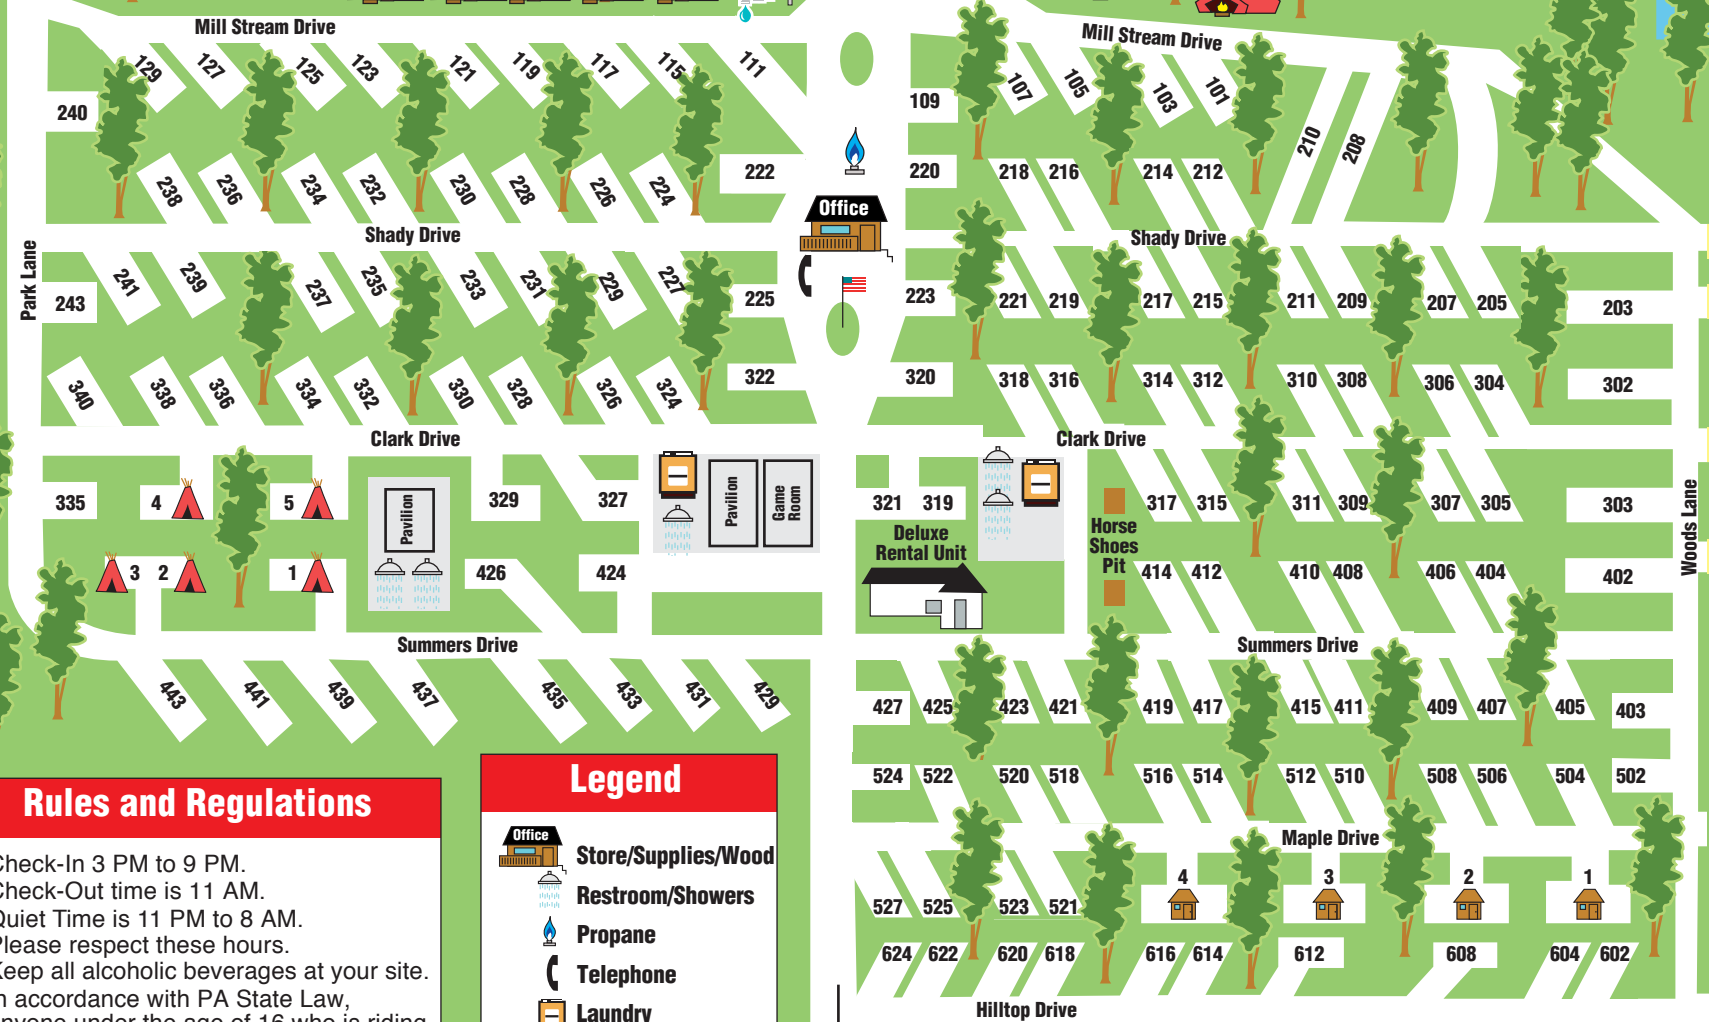 Mill Stream Drive
Mill Stream Drive
129 127 125 123 121 119 117 115 111
107 105 103 101
240
109
210 208
238 236 234 232 230 228 226 224 222
220 218 216 214 212
Office
Shady Drive
Shady Drive
Park Lane
243 241 239 237 235 233 231 229 227 225
223 221 219 217 215 211 209 207 205 203
340 338 336 334 332 330 328 326 324 322
320 318 316 314 312 310 308 306 304 302
Clark Drive
Clark Drive
335 4 5
Pavilion
329 327
Pavilion
Game
Room
321 319
317 315 311 309 307 305 303
Woods Lane
Deluxe
Rental Unit
Horse
Shoes
Pit
3 2 1
426 424
414 412 410 408 406 404 402
Summers Drive
Summers Drive
443 441 439 437 435 433 431 429
427 425 423 421 419 417 415 411 409 407 405 403
524 522 520 518 516 514 512 510 508 506 504 502
Maple Drive
4 3 2 1
527 525 523 521
624 622 620 618 616 614 612 608 604 602
Hilltop Drive
Rules and Regulations
Check-In 3 PM to 9 PM.
Check-Out time is 11 AM.
Quiet Time is 11 PM to 8 AM.
Please respect these hours.
Keep all alcoholic beverages at your site.
In accordance with PA State Law,
anyone under the age of 16 who is riding
Legend
Office
Store/Supplies/Wood
Restroom/Showers
Propane
Telephone
Laundry